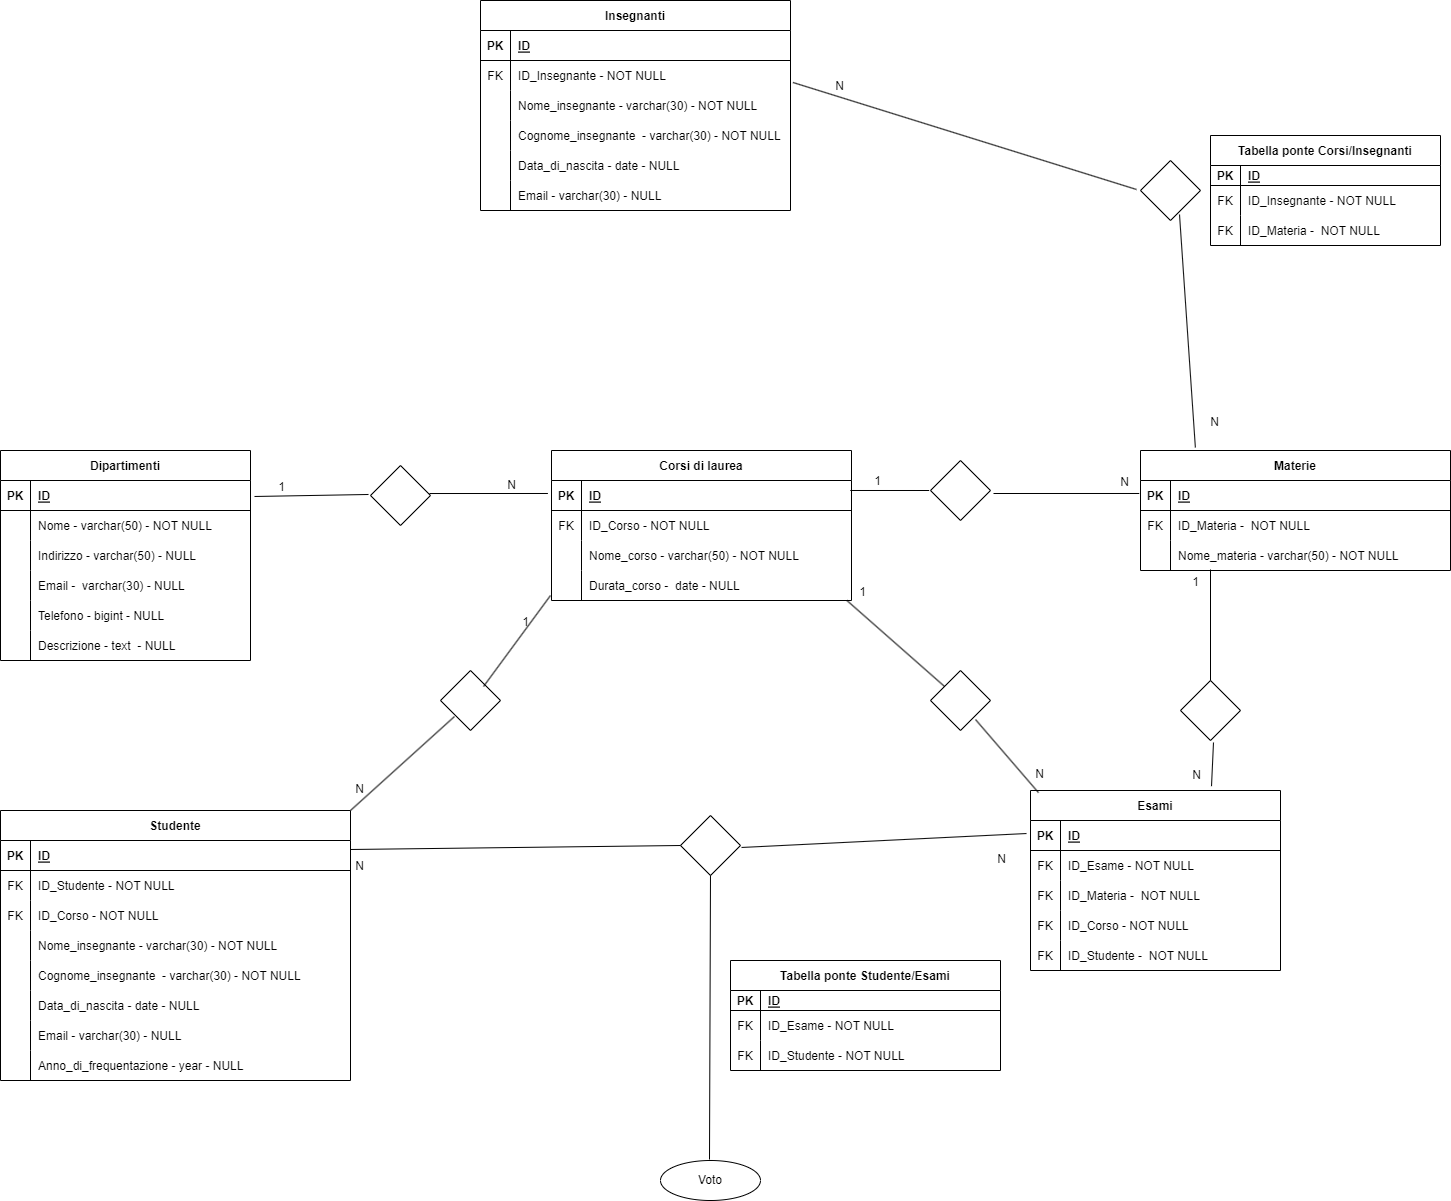 Insegnanti
PK ID
FK ID_Insegnante - NOT NULL
Nome_insegnante - varchar(30) - NOT NULL
Cognome_insegnante - varchar(30) - NOT NULL
Data_di_nascita - date - NULL
Email - varchar(30) - NULL
N
Tabella ponte Corsi/Insegnanti
PK ID
FK ID_Insegnante - NOT NULL
FK ID_Materia - NOT NULL
N
Dipartimenti
PK ID
Nome - varchar(50) - NOT NULL
Indirizzo - varchar(50) - NULL
Email - varchar(30) - NULL
Telefono - bigint - NULL
Descrizione - text - NULL
1
N
Corsi di laurea
PK ID
FK ID_Corso - NOT NULL
Nome_corso - varchar(50) - NOT NULL
Durata_corso - date - NULL
1
N
Materie
PK ID
FK ID_Materia - NOT NULL
Nome_materia - varchar(50) - NOT NULL
1
1
1
N
N
N
Studente
PK ID
FK ID_Studente - NOT NULL
FK ID_Corso - NOT NULL
Nome_insegnante - varchar(30) - NOT NULL
Cognome_insegnante - varchar(30) - NOT NULL
Data_di_nascita - date - NULL
Email - varchar(30) - NULL
Anno_di_frequentazione - year - NULL
N
N
Esami
PK ID
FK ID_Esame - NOT NULL
FK ID_Materia - NOT NULL
FK ID_Corso - NOT NULL
FK ID_Studente - NOT NULL
Tabella ponte Studente/Esami
PK ID
FK ID_Esame - NOT NULL
FK ID_Studente - NOT NULL
Voto